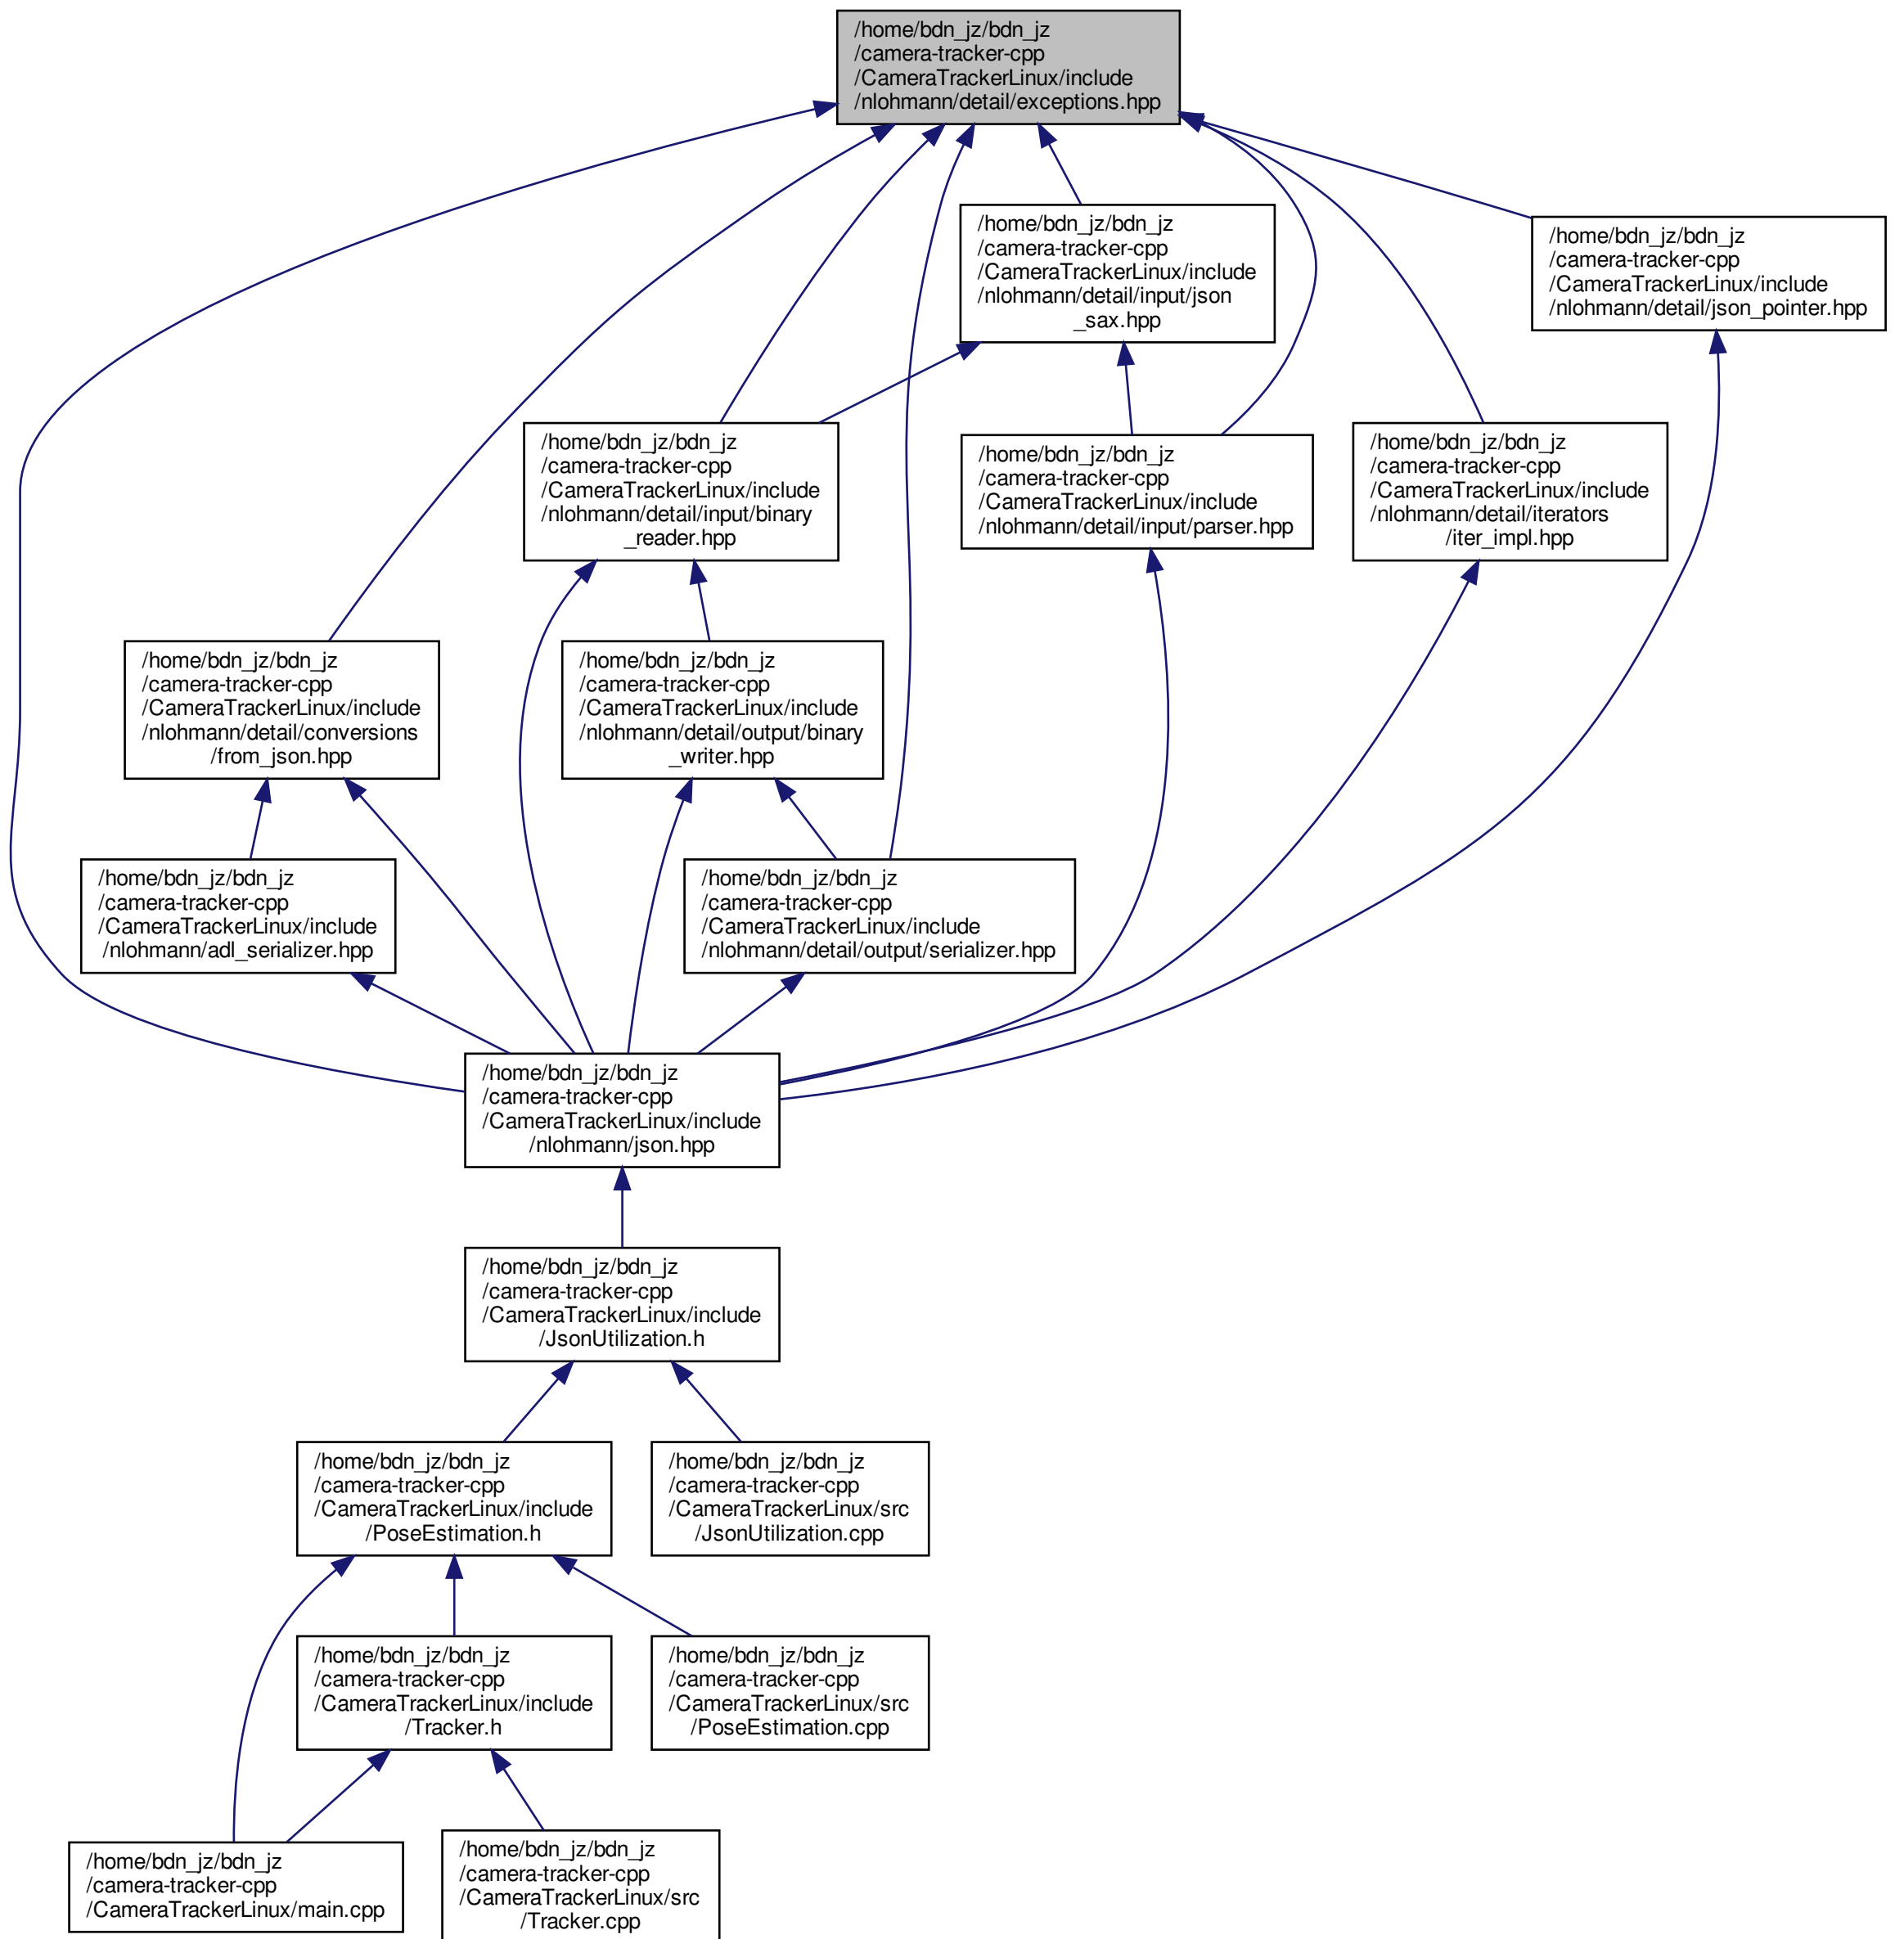 /home/bdn_jz/bdn_jz
/camera-tracker-cpp
/CameraTrackerLinux/include
/nlohmann/detail/exceptions.hpp
/home/bdn_jz/bdn_jz
/camera-tracker-cpp
/CameraTrackerLinux/include
/nlohmann/detail/input/json
_sax.hpp
/home/bdn_jz/bdn_jz
/camera-tracker-cpp
/CameraTrackerLinux/include
/nlohmann/detail/json_pointer.hpp
/home/bdn_jz/bdn_jz
/camera-tracker-cpp
/CameraTrackerLinux/include
/nlohmann/detail/input/binary
_reader.hpp
/home/bdn_jz/bdn_jz
/camera-tracker-cpp
/CameraTrackerLinux/include
/nlohmann/detail/input/parser.hpp
/home/bdn_jz/bdn_jz
/camera-tracker-cpp
/CameraTrackerLinux/include
/nlohmann/detail/iterators
/iter_impl.hpp
/home/bdn_jz/bdn_jz
/camera-tracker-cpp
/CameraTrackerLinux/include
/nlohmann/detail/conversions
/from_json.hpp
/home/bdn_jz/bdn_jz
/camera-tracker-cpp
/CameraTrackerLinux/include
/nlohmann/detail/output/binary
_writer.hpp
/home/bdn_jz/bdn_jz
/camera-tracker-cpp
/CameraTrackerLinux/include
/nlohmann/adl_serializer.hpp
/home/bdn_jz/bdn_jz
/camera-tracker-cpp
/CameraTrackerLinux/include
/nlohmann/detail/output/serializer.hpp
/home/bdn_jz/bdn_jz
/camera-tracker-cpp
/CameraTrackerLinux/include
/nlohmann/json.hpp
/home/bdn_jz/bdn_jz
/camera-tracker-cpp
/CameraTrackerLinux/include
/JsonUtilization.h
/home/bdn_jz/bdn_jz
/camera-tracker-cpp
/CameraTrackerLinux/include
/PoseEstimation.h
/home/bdn_jz/bdn_jz
/camera-tracker-cpp
/CameraTrackerLinux/src
/JsonUtilization.cpp
/home/bdn_jz/bdn_jz
/camera-tracker-cpp
/CameraTrackerLinux/include
/Tracker.h
/home/bdn_jz/bdn_jz
/camera-tracker-cpp
/CameraTrackerLinux/src
/PoseEstimation.cpp
/home/bdn_jz/bdn_jz
/camera-tracker-cpp
/CameraTrackerLinux/main.cpp
/home/bdn_jz/bdn_jz
/camera-tracker-cpp
/CameraTrackerLinux/src
/Tracker.cpp